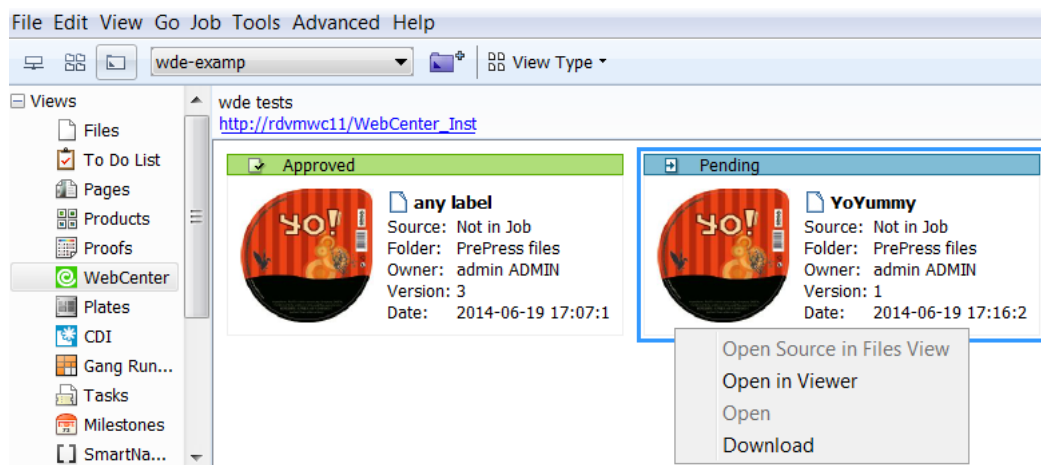 File Edit View Go Job Tools Advanced Help
wde-examp View Type
Views
Files
To Do List
Pages
Products
Proofs
WebCenter
Plates
CDI
Gang Run...
Tasks
Milestones
SmartNa...
wde tests
http://rdvmwc11/WebCenter_Inst
Approved
YO!
any label
Source: Not in Job
Folder: PrePress files
Owner: admin ADMIN
Version: 3
Date: 2014-06-19 17:07:1
Pending
YO!
YoYummy
Source: Not in Job
Folder: PrePress files
Owner: admin ADMIN
Version: 1
Date: 2014-06-19 17:16:2
Open Source in Files View
Open in Viewer
Open
Download